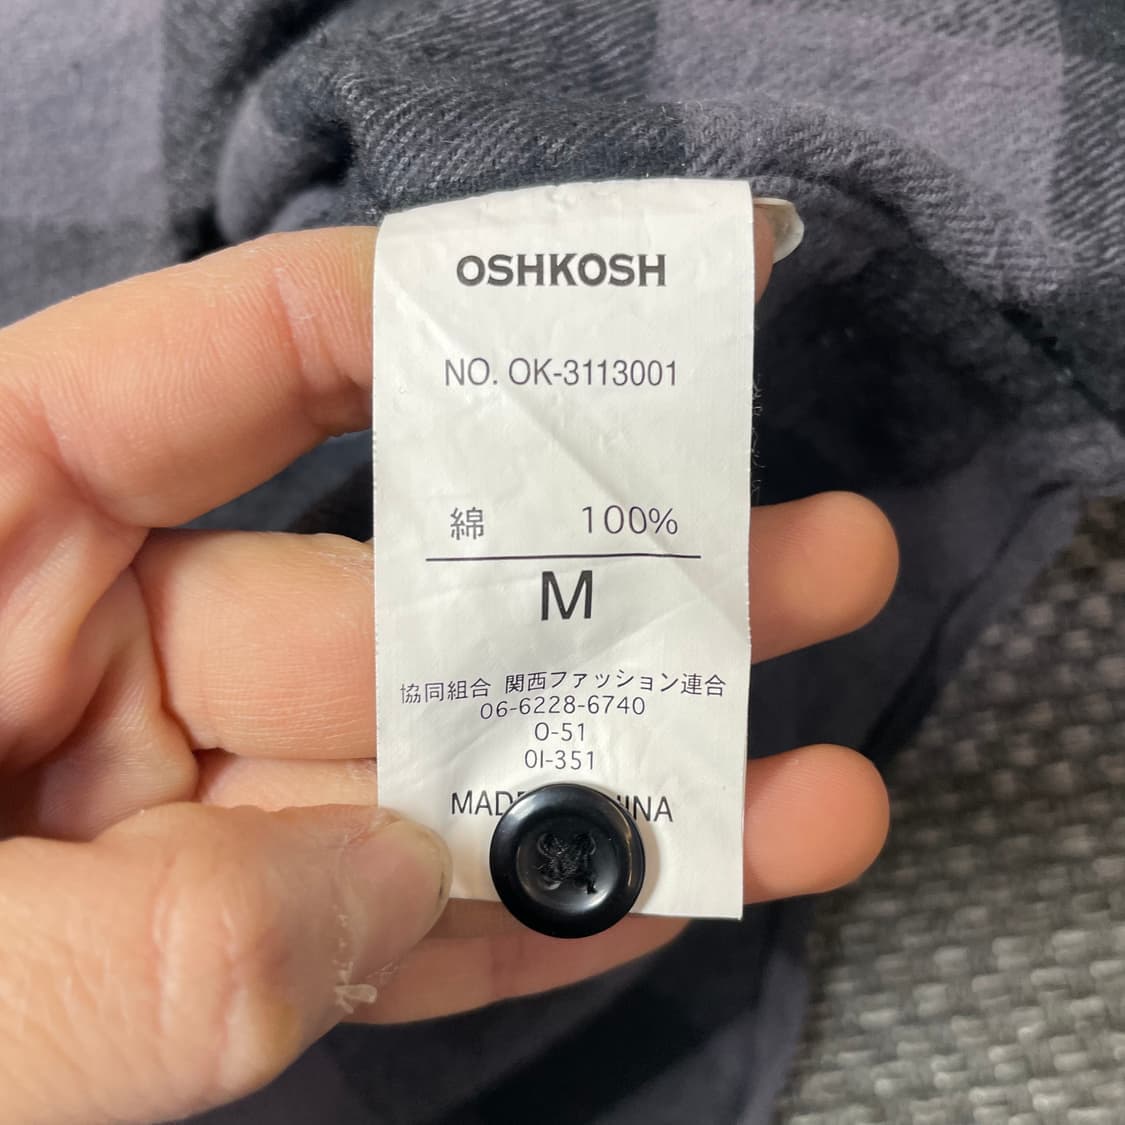 OSHKOSH
NO. OK-3113001
綿 100%
M
協同組合 関西ファッション連合
06-6228-6740
O-51
OI-351